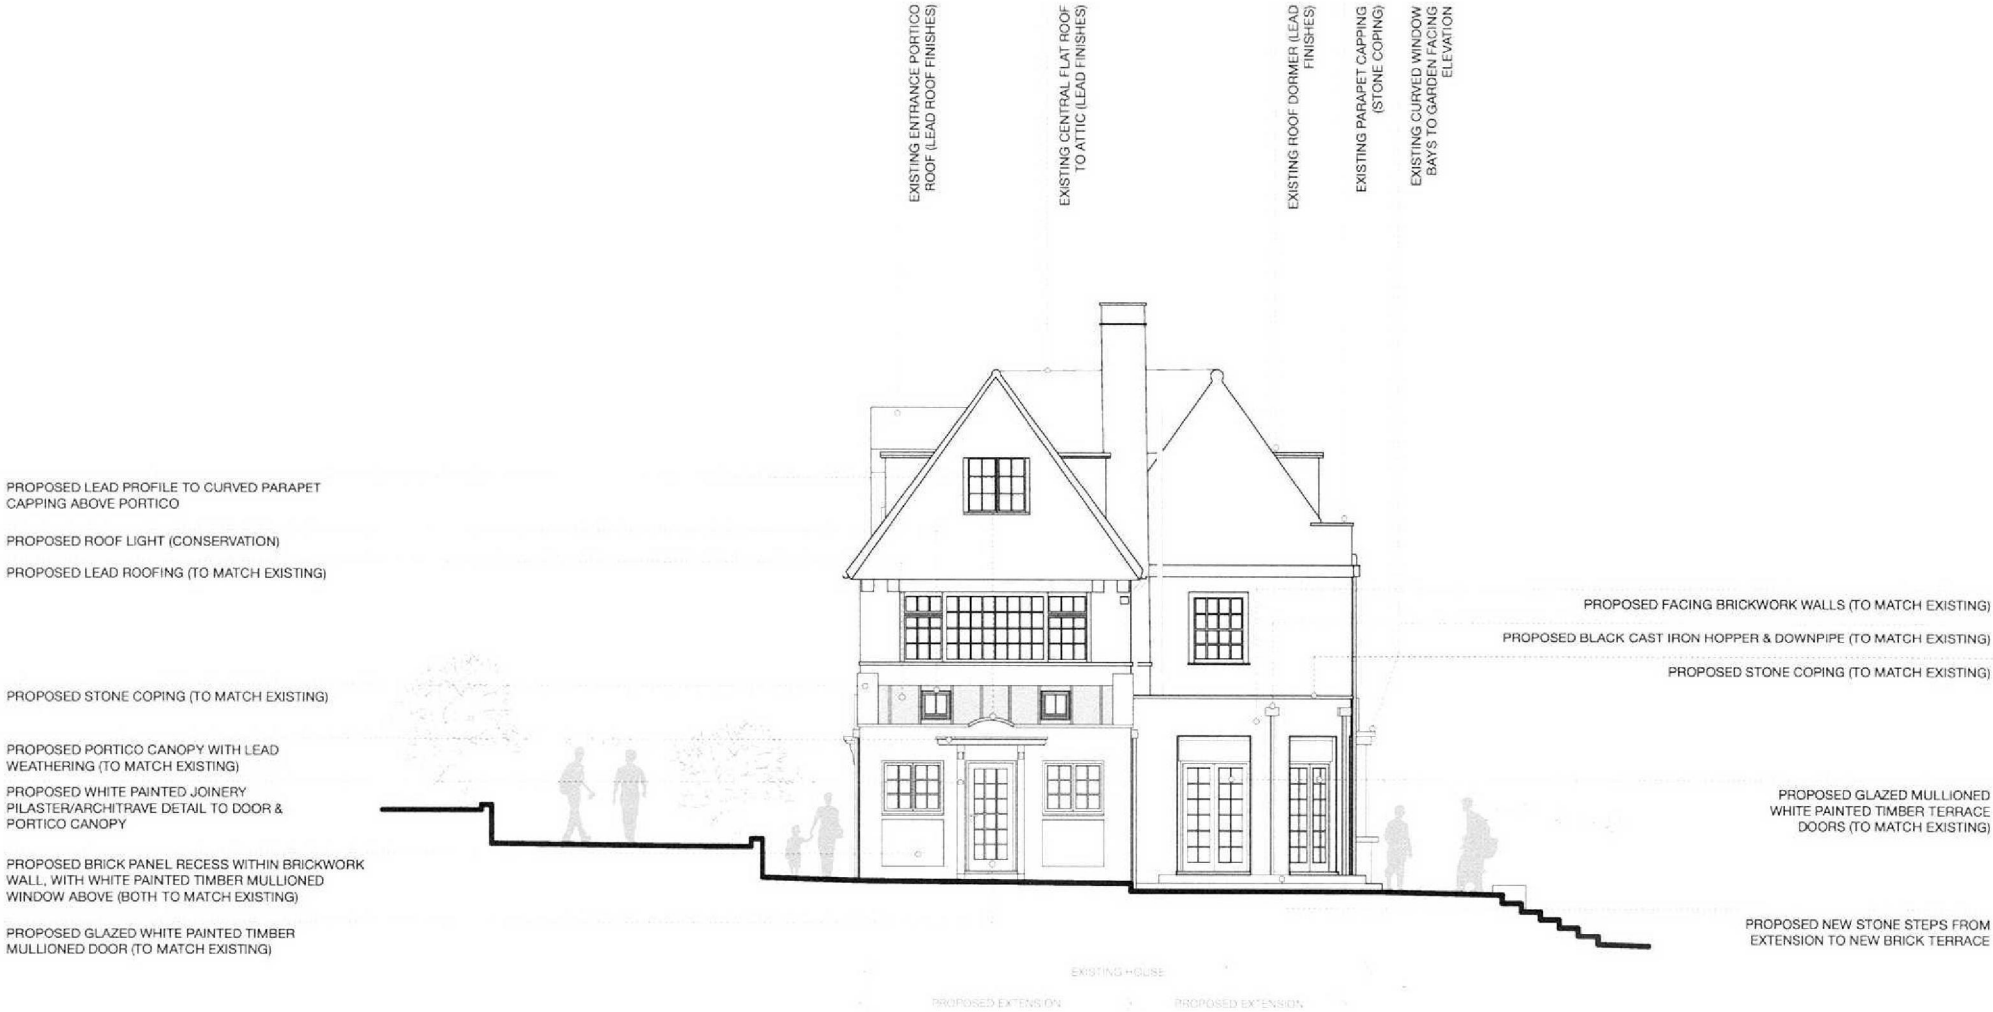 EXISTING ENTRANCE PORTICO
ROOF (LEAD ROOF FINISHES)
EXISTING CENTRAL FLAT ROOF
TO ATTIC (LEAD FINISHES)
EXISTING ROOF DORMER (LEAD
FINISHES)
EXISTING PARAPET CAPPING
(STONE COPING)
EXISTING CURVED WINDOW
BAYS TO GARDEN FACING
ELEVATION
PROPOSED LEAD PROFILE TO CURVED PARAPET
CAPPING ABOVE PORTICO
PROPOSED ROOF LIGHT (CONSERVATION)
PROPOSED LEAD ROOFING (TO MATCH EXISTING)
PROPOSED STONE COPING (TO MATCH EXISTING)
PROPOSED PORTICO CANOPY WITH LEAD
WEATHERING (TO MATCH EXISTING)
PROPOSED WHITE PAINTED JOINERY
PILASTER/ARCHITRAVE DETAIL TO DOOR &
PORTICO CANOPY
PROPOSED BRICK PANEL RECESS WITHIN BRICKWORK
WALL, WITH WHITE PAINTED TIMBER MULLIONED
WINDOW ABOVE (BOTH TO MATCH EXISTING)
PROPOSED GLAZED WHITE PAINTED TIMBER
MULLIONED DOOR (TO MATCH EXISTING)
PROPOSED FACING BRICKWORK WALLS (TO MATCH EXISTING)
PROPOSED BLACK CAST IRON HOPPER & DOWNPIPE (TO MATCH EXISTING)
PROPOSED STONE COPING (TO MATCH EXISTING)
PROPOSED GLAZED MULLIONED
WHITE PAINTED TIMBER TERRACE
DOORS (TO MATCH EXISTING)
PROPOSED NEW STONE STEPS FROM
EXTENSION TO NEW BRICK TERRACE
EXISTING HOUSE
PROPOSED EXTENSION
PROPOSED EXTENSION